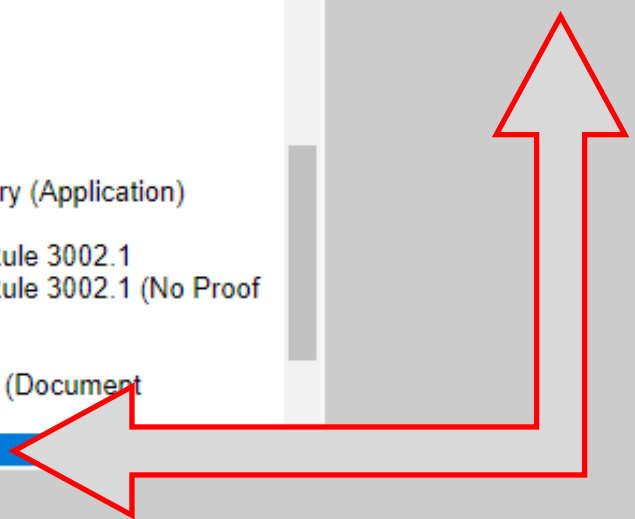 ry (Application)
ule 3002.1
ule 3002.1 (No Proof
(Document